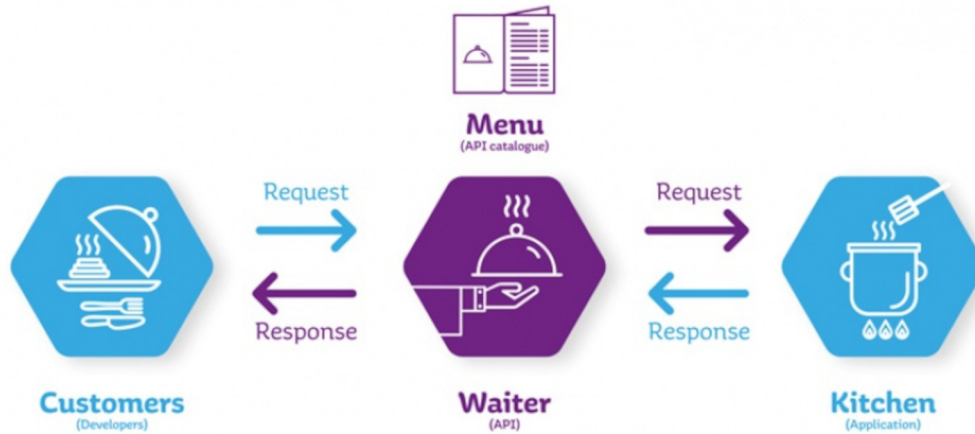 Menu
(API catalogue)
Request
Request
Response
Response
Customers
(Developers)
Waiter
(API)
Kitchen
(Application)